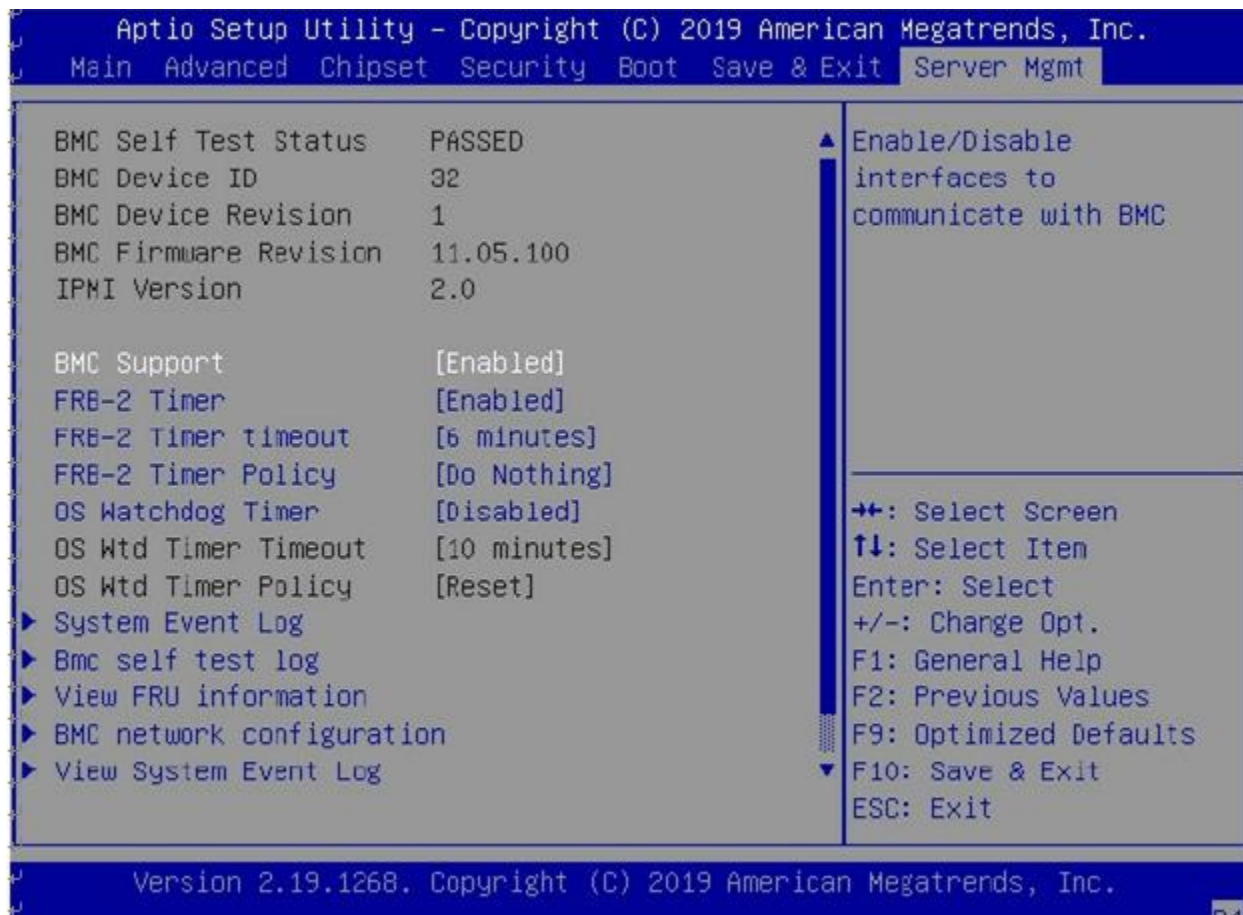 Aptio Setup Utility – Copyright (C) 2019 American Megatrends, Inc.
Main Advanced Chipset Security Boot Save & Exit Server Mgmt
BMC Self Test Status PASSED
BMC Device ID 32
BMC Device Revision 1
BMC Firmware Revision 11.05.100
IPMI Version 2.0
BMC Support [Enabled]
FRB-2 Timer [Enabled]
FRB-2 Timer timeout [6 minutes]
FRB-2 Timer Policy [Do Nothing]
OS Watchdog Timer [Disabled]
OS Wtd Timer Timeout [10 minutes]
OS Wtd Timer Policy [Reset]
System Event Log
Bmc self test log
View FRU information
BMC network configuration
View System Event Log
Enable/Disable
interfaces to
communicate with BMC
→←: Select Screen
↑↓: Select Item
Enter: Select
+/-: Change Opt.
F1: General Help
F2: Previous Values
F9: Optimized Defaults
F10: Save & Exit
ESC: Exit
Version 2.19.1268. Copyright (C) 2019 American Megatrends, Inc.